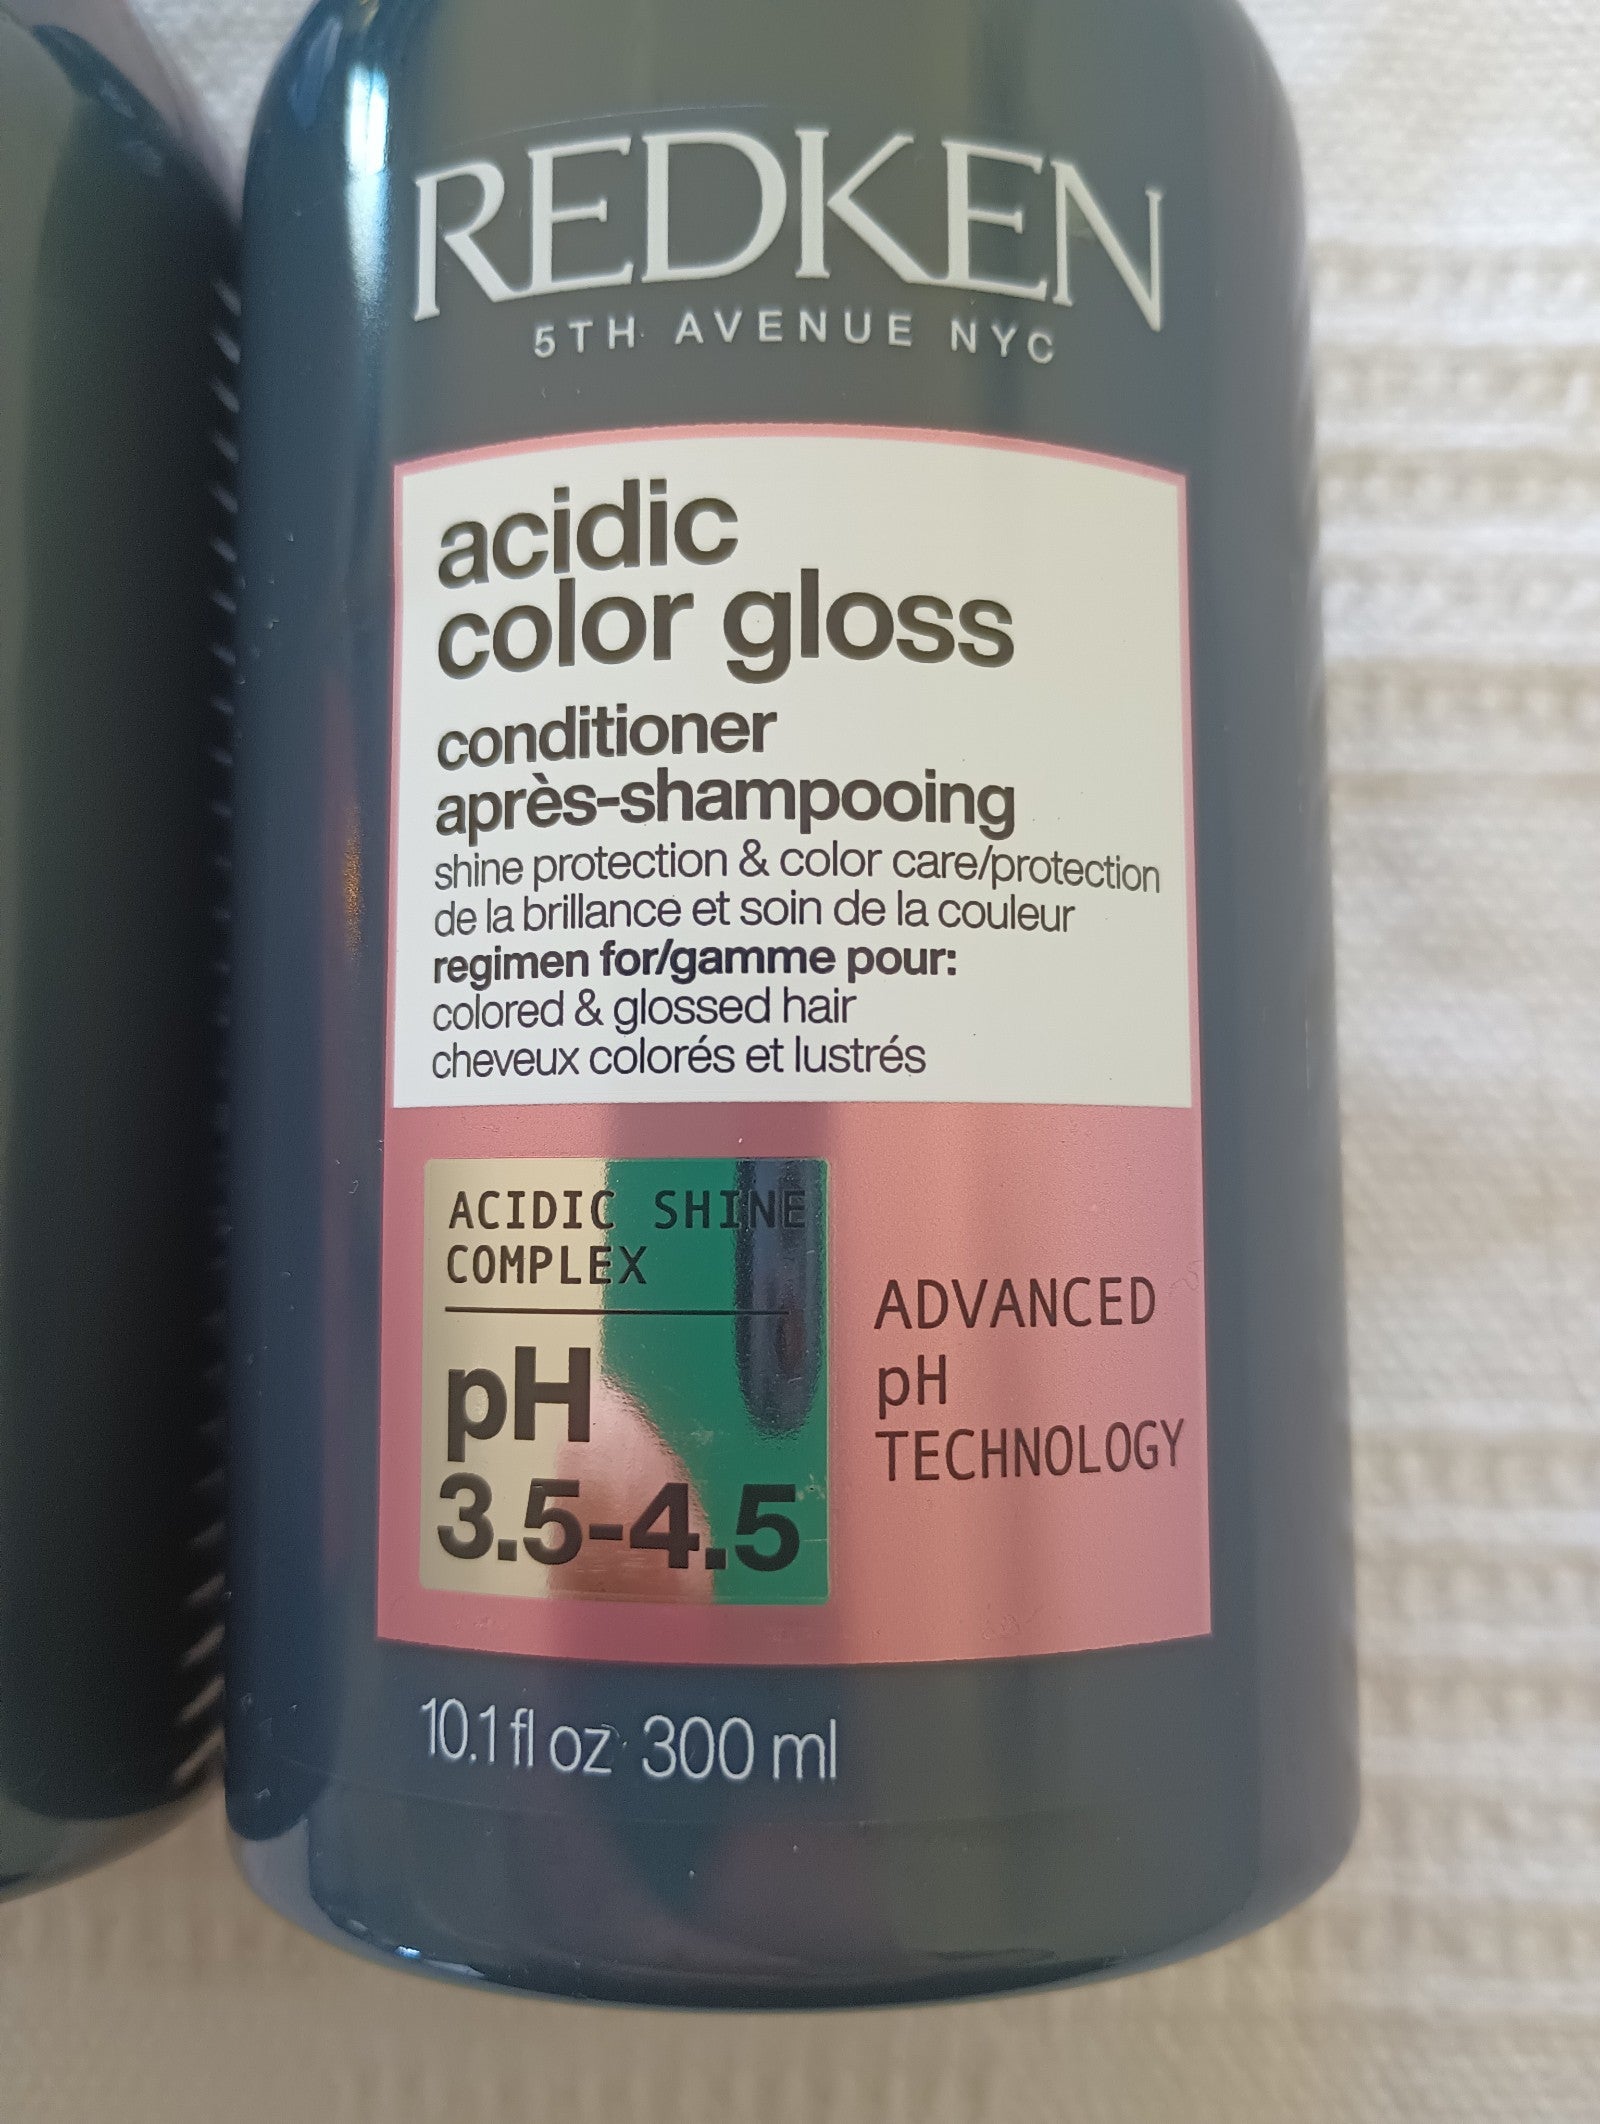 REDKEN
5TH AVENUE NYC
acidic
color gloss
conditioner
après-shampooing
shine protection & color care/protection
de la brillance et soin de la couleur
regimen for/gamme pour:
colored & glossed hair
cheveux colorés et lustrés
ACIDIC SHINE
COMPLEX
pH
3.5-4.5
ADVANCED
pH
TECHNOLOGY
10.1 fl oz 300 ml